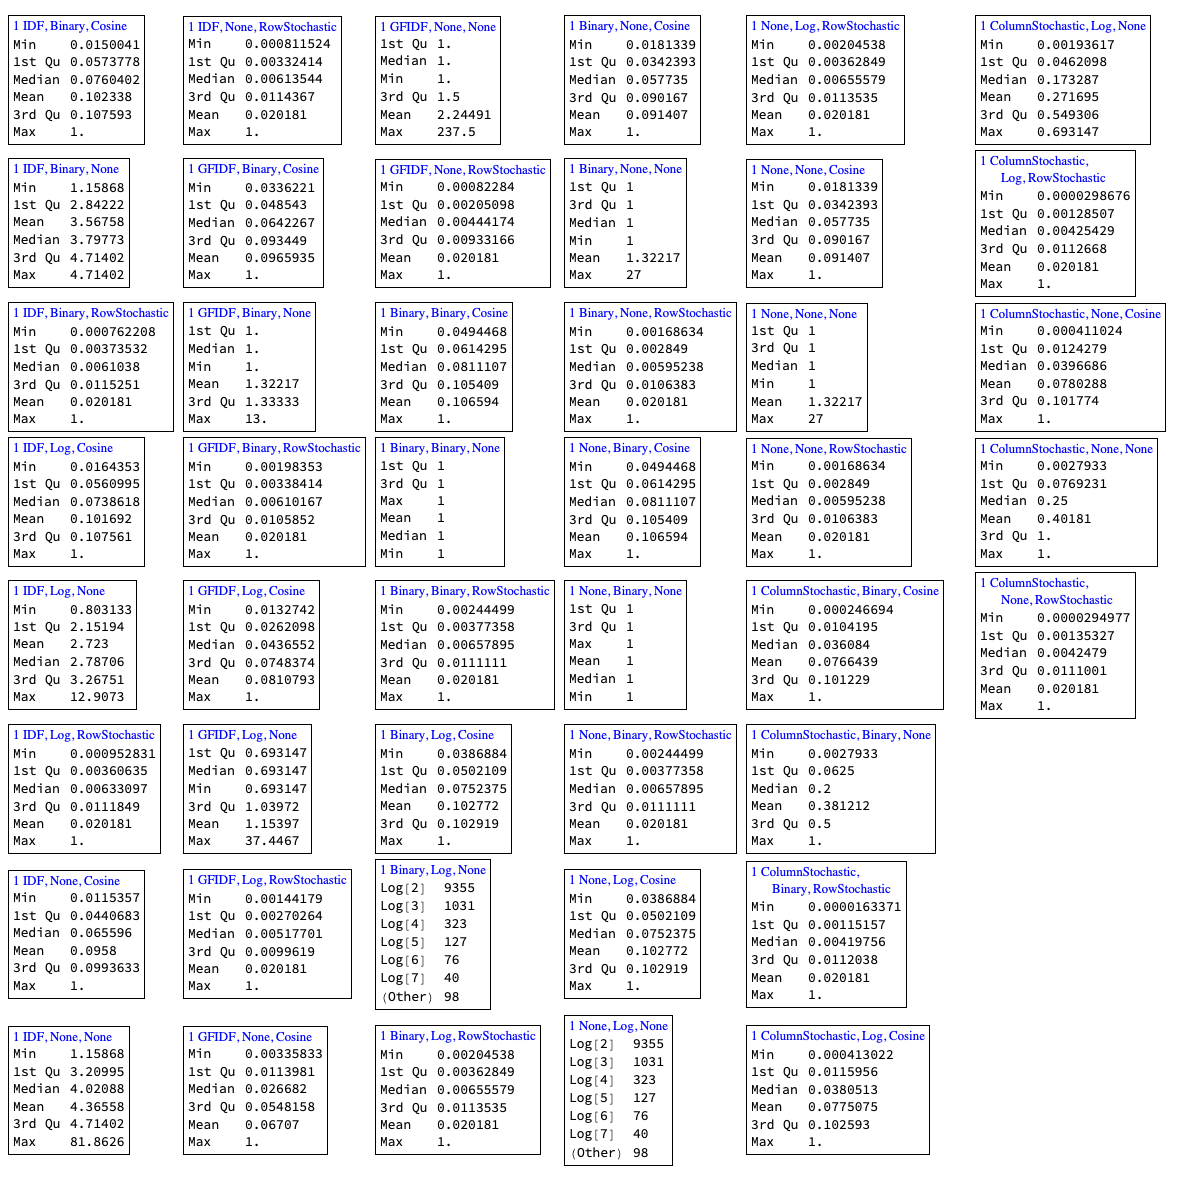 1 IDF, Binary, Cosine
Min 0.0150041
1st Qu 0.0573778
Median 0.0760402
Mean 0.102338
3rd Qu 0.107593
Max 1.
1 IDF, Binary, None
Min 1.15868
1st Qu 2.84222
Mean 3.56758
Median 3.79773
3rd Qu 4.71402
Max 4.71402
1 IDF, Binary, RowStochastic
Min 0.000762208
1st Qu 0.00373532
Median 0.0061038
3rd Qu 0.0115251
Mean 0.020181
Max 1.
1 IDF, Log, Cosine
Min 0.0164353
1st Qu 0.0560995
Median 0.0738618
Mean 0.101692
3rd Qu 0.107561
Max 1.
1 IDF, Log, None
Min 0.803133
1st Qu 2.15194
Mean 2.723
Median 2.78706
3rd Qu 3.26751
Max 12.9073
1 IDF, Log, RowStochastic
Min 0.000952831
1st Qu 0.00360635
Median 0.00633097
3rd Qu 0.0111849
Mean 0.020181
Max 1.
1 IDF, None, Cosine
Min 0.0115357
1st Qu 0.0440683
Median 0.065596
Mean 0.0958
3rd Qu 0.0993633
Max 1.
1 IDF, None, None
Min 1.15868
1st Qu 3.20995
Median 4.02088
Mean 4.36558
3rd Qu 4.71402
Max 81.8626
1 IDF, None, RowStochastic
Min 0.000811524
1st Qu 0.00332414
Median 0.00613544
3rd Qu 0.0114367
Mean 0.020181
Max 1.
1 GFIDF, Binary, Cosine
Min 0.0336221
1st Qu 0.048543
Median 0.0642267
3rd Qu 0.093449
Mean 0.0965935
Max 1.
1 GFIDF, Binary, None
1st Qu 1.
Median 1.
Min 1.
Mean 1.32217
3rd Qu 1.33333
Max 13.
1 GFIDF, Binary, RowStochastic
Min 0.00198353
1st Qu 0.00338414
Median 0.00610167
3rd Qu 0.0105852
Mean 0.020181
Max 1.
1 GFIDF, Log, Cosine
Min 0.0132742
1st Qu 0.0262098
Median 0.0436552
3rd Qu 0.0748374
Mean 0.0810793
Max 1.
1 GFIDF, Log, None
1st Qu 0.693147
Median 0.693147
Min 0.693147
3rd Qu 1.03972
Mean 1.15397
Max 37.4467
1 GFIDF, Log, RowStochastic
Min 0.00144179
1st Qu 0.00270264
Median 0.00517701
3rd Qu 0.0099619
Mean 0.020181
Max 1.
1 GFIDF, None, Cosine
Min 0.00335833
1st Qu 0.0113981
Median 0.026682
3rd Qu 0.0548158
Mean 0.06707
Max 1.
1 GFIDF, None, None
1st Qu 1.
Median 1.
Min 1.
3rd Qu 1.5
Mean 2.24491
Max 237.5
1 GFIDF, None, RowStochastic
Min 0.00082284
1st Qu 0.00205098
Median 0.00444174
3rd Qu 0.00933166
Mean 0.020181
Max 1.
1 Binary, Binary, Cosine
Min 0.0494468
1st Qu 0.0614295
Median 0.0811107
3rd Qu 0.105409
Mean 0.106594
Max 1.
1 Binary, Binary, None
1st Qu 1
3rd Qu 1
Max 1
Mean 1
Median 1
Min 1
1 Binary, Binary, RowStochastic
Min 0.00244499
1st Qu 0.00377358
Median 0.00657895
3rd Qu 0.0111111
Mean 0.020181
Max 1.
1 Binary, Log, Cosine
Min 0.0386884
1st Qu 0.0502109
Median 0.0752375
Mean 0.102772
3rd Qu 0.102919
Max 1.
1 Binary, Log, None
Log[2] 9355
Log[3] 1031
Log[4] 323
Log[5] 127
Log[6] 76
Log[7] 40
(Other) 98
1 Binary, Log, RowStochastic
Min 0.00204538
1st Qu 0.00362849
Median 0.00655579
3rd Qu 0.0113535
Mean 0.020181
Max 1.
1 Binary, None, Cosine
Min 0.0181339
1st Qu 0.0342393
Median 0.057735
3rd Qu 0.090167
Mean 0.091407
Max 1.
1 Binary, None, None
1st Qu 1
3rd Qu 1
Median 1
Min 1
Mean 1.32217
Max 27
1 Binary, None, RowStochastic
Min 0.00168634
1st Qu 0.002849
Median 0.00595238
3rd Qu 0.0106383
Mean 0.020181
Max 1.
1 None, Binary, Cosine
Min 0.0494468
1st Qu 0.0614295
Median 0.0811107
3rd Qu 0.105409
Mean 0.106594
Max 1.
1 None, Binary, None
1st Qu 1
3rd Qu 1
Max 1
Mean 1
Median 1
Min 1
1 None, Binary, RowStochastic
Min 0.00244499
1st Qu 0.00377358
Median 0.00657895
3rd Qu 0.0111111
Mean 0.020181
Max 1.
1 None, Log, Cosine
Min 0.0386884
1st Qu 0.0502109
Median 0.0752375
Mean 0.102772
3rd Qu 0.102919
Max 1.
1 None, Log, None
Log[2] 9355
Log[3] 1031
Log[4] 323
Log[5] 127
Log[6] 76
Log[7] 40
(Other) 98
1 None, Log, RowStochastic
Min 0.00204538
1st Qu 0.00362849
Median 0.00655579
3rd Qu 0.0113535
Mean 0.020181
Max 1.
1 None, None, Cosine
Min 0.0181339
1st Qu 0.0342393
Median 0.057735
3rd Qu 0.090167
Mean 0.091407
Max 1.
1 None, None, None
1st Qu 1
3rd Qu 1
Median 1
Min 1
Mean 1.32217
Max 27
1 None, None, RowStochastic
Min 0.00168634
1st Qu 0.002849
Median 0.00595238
3rd Qu 0.0106383
Mean 0.020181
Max 1.
1 ColumnStochastic, Binary, Cosine
Min 0.000246694
1st Qu 0.0104195
Median 0.036084
Mean 0.0766439
3rd Qu 0.101229
Max 1.
1 ColumnStochastic, Binary, None
Min 0.0027933
1st Qu 0.0625
Median 0.2
Mean 0.381212
3rd Qu 0.5
Max 1.
1 ColumnStochastic,
Binary, RowStochastic
Min 0.0000163371
1st Qu 0.00115157
Median 0.00419756
3rd Qu 0.0112038
Mean 0.020181
Max 1.
1 ColumnStochastic, Log, Cosine
Min 0.000413022
1st Qu 0.0115956
Median 0.0380513
Mean 0.0775075
3rd Qu 0.102593
Max 1.
1 ColumnStochastic, Log, None
Min 0.00193617
1st Qu 0.0462098
Median 0.173287
Mean 0.271695
3rd Qu 0.549306
Max 0.693147
1 ColumnStochastic,
Log, RowStochastic
Min 0.0000298676
1st Qu 0.00128507
Median 0.00425429
3rd Qu 0.0112668
Mean 0.020181
Max 1.
1 ColumnStochastic, None, Cosine
Min 0.000411024
1st Qu 0.0124279
Median 0.0396686
Mean 0.0780288
3rd Qu 0.101774
Max 1.
1 ColumnStochastic, None, None
Min 0.0027933
1st Qu 0.0769231
Median 0.25
Mean 0.40181
3rd Qu 1.
Max 1.
1 ColumnStochastic,
None, RowStochastic
Min 0.0000294977
1st Qu 0.00135327
Median 0.0042479
3rd Qu 0.0111001
Mean 0.020181
Max 1.